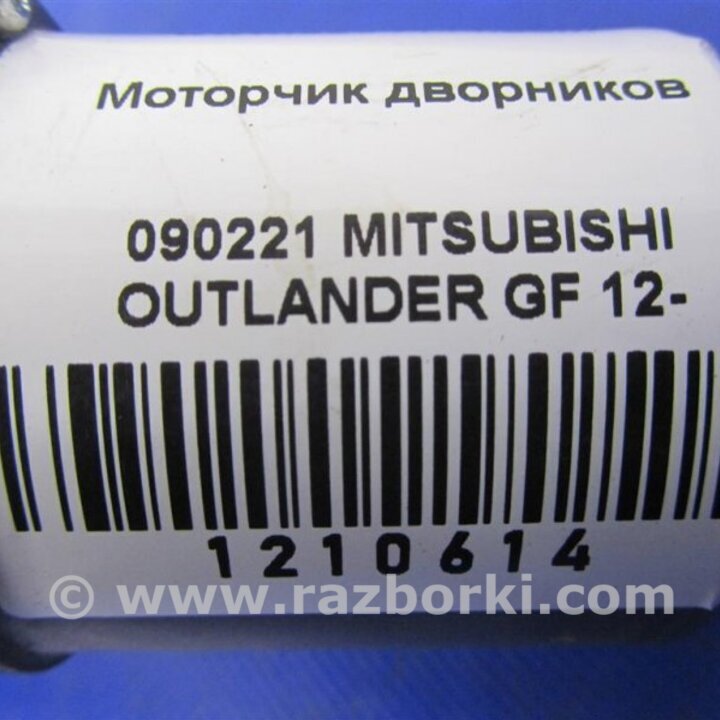 Моторчик дворников
090221 MITSUBISHI
OUTLANDER GF 12-
1210614
© www.razborki.com